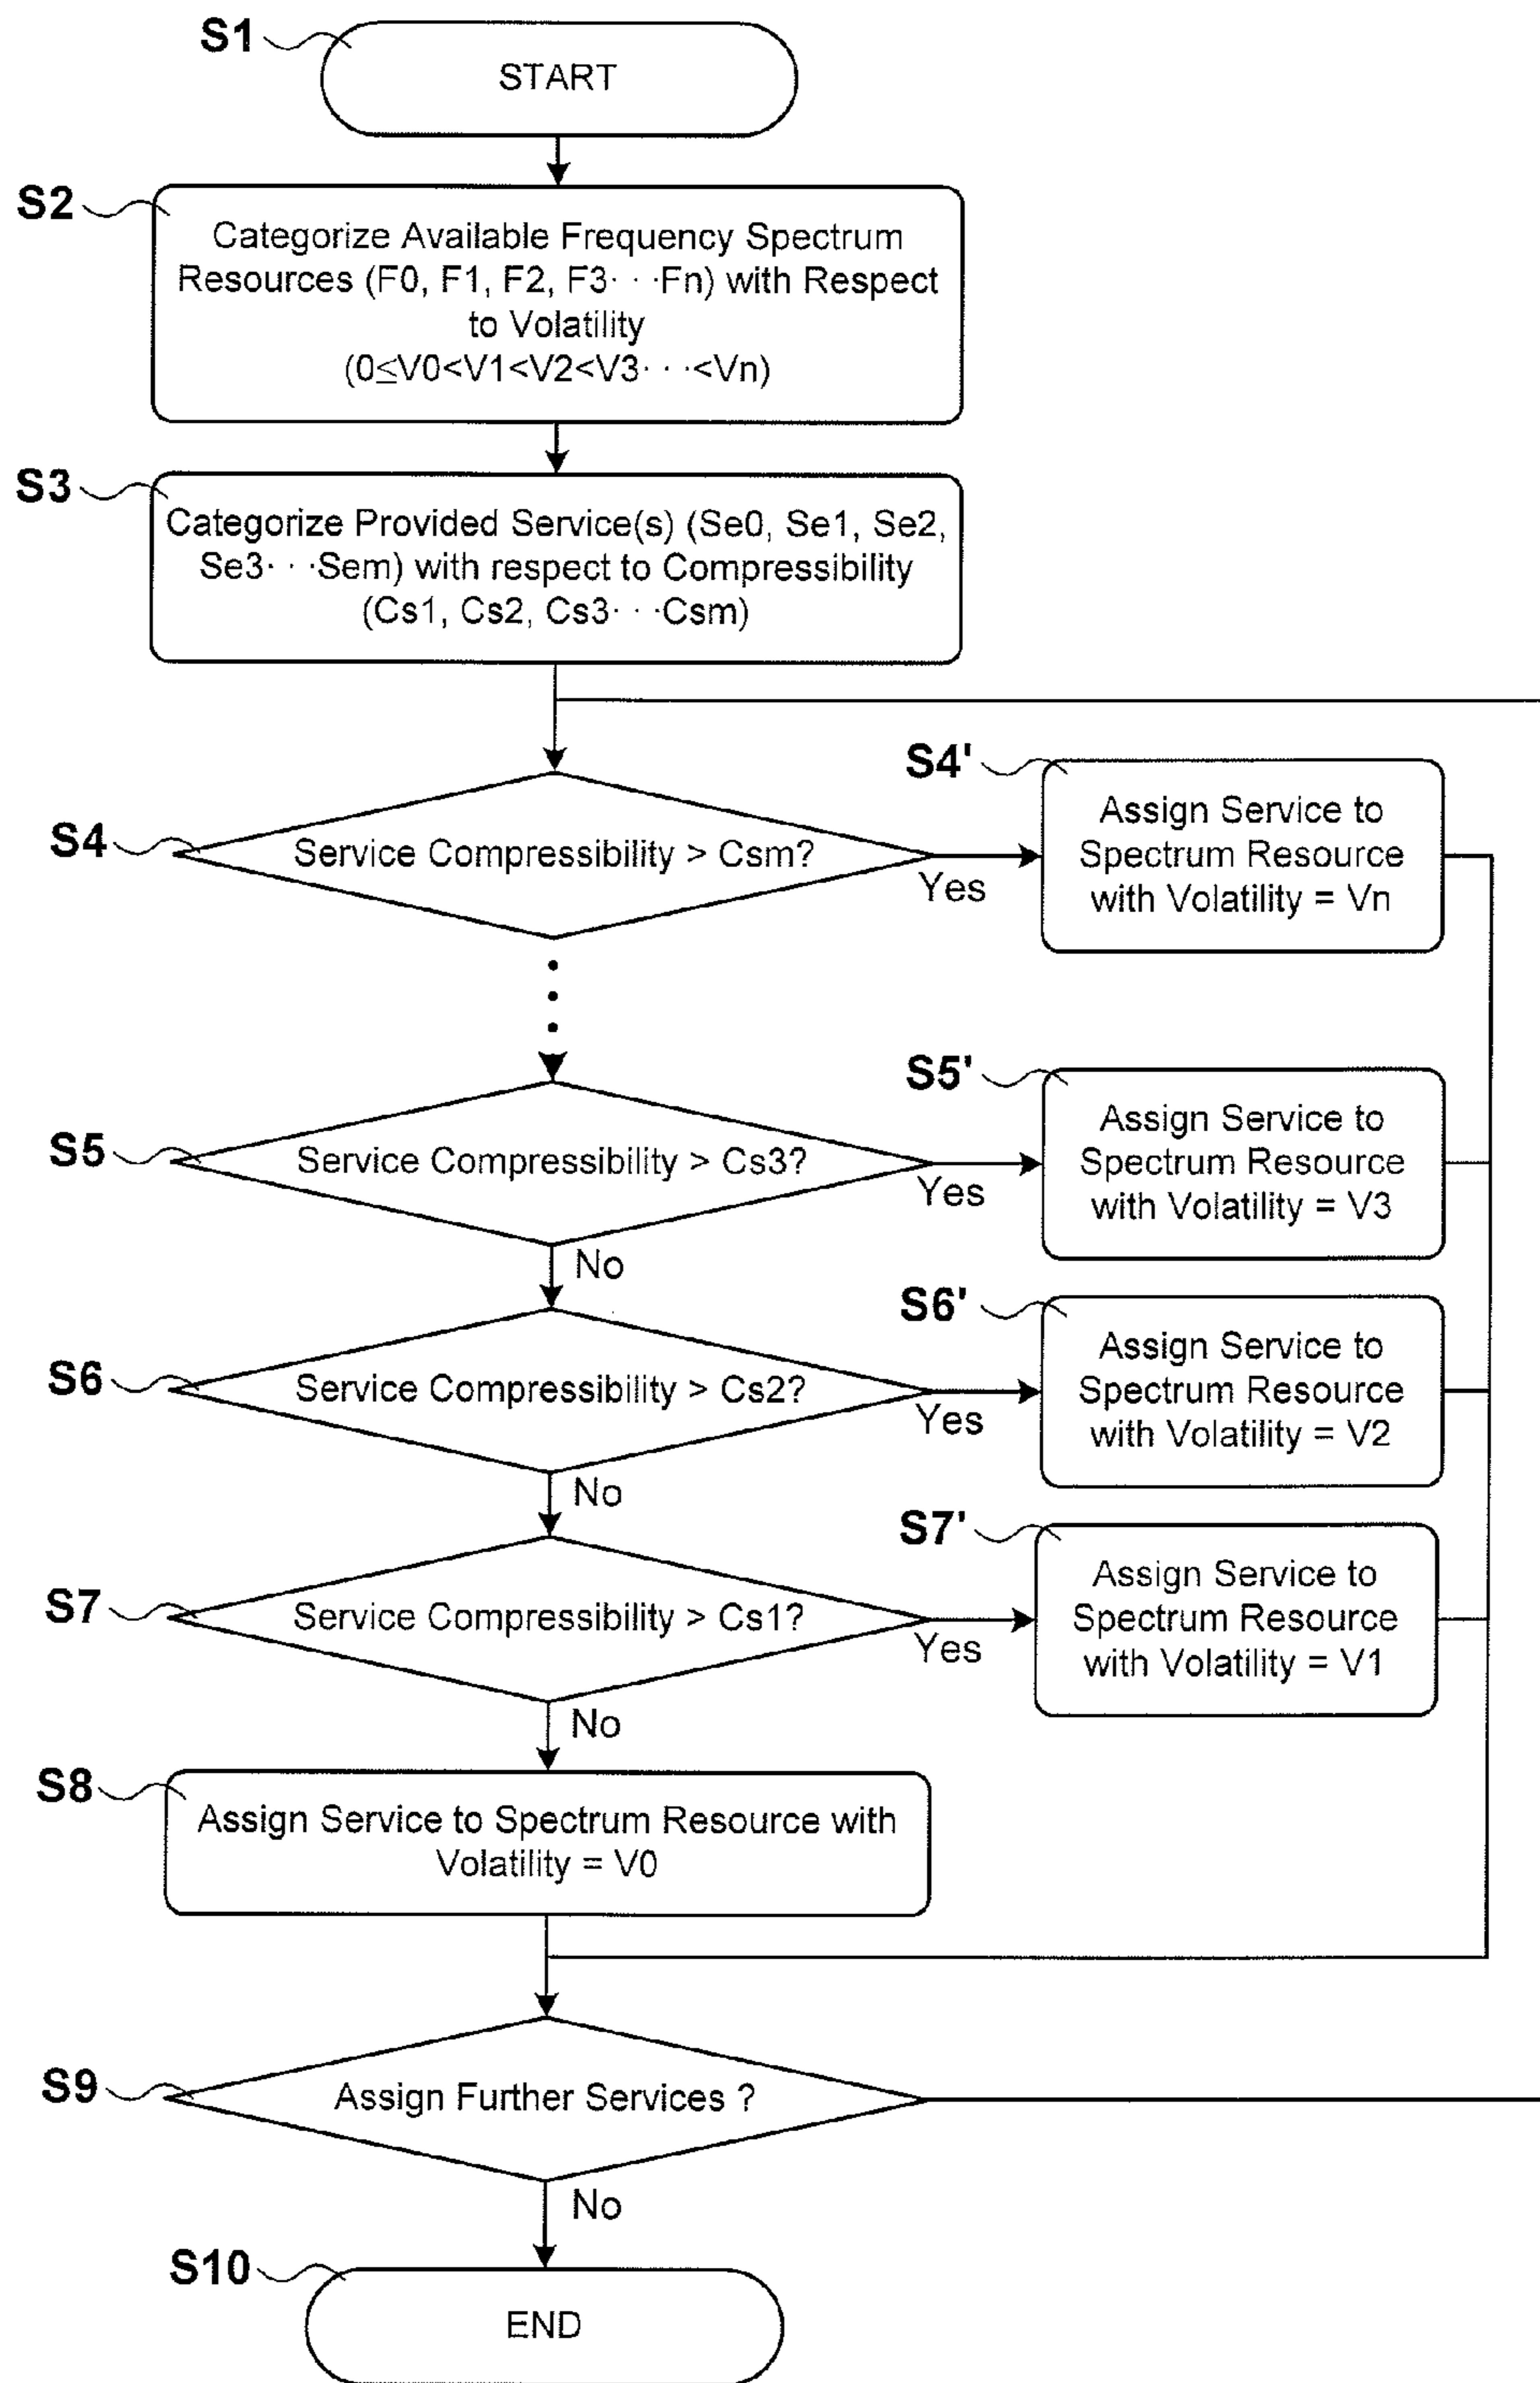 S1
START
S2
Categorize Available Frequency Spectrum
Resources (F0, F1, F2, F3· · ·Fn) with Respect
to Volatility
(0≤V0<V1<V2<V3· · ·<Vn)
S3
Categorize Provided Service(s) (Se0, Se1, Se2,
Se3· · ·Sem) with respect to Compressibility
(Cs1, Cs2, Cs3· · ·Csm)
S4
Service Compressibility > Csm?
Yes
S4'
Assign Service to
Spectrum Resource
with Volatility = Vn
S5
Service Compressibility > Cs3?
Yes
No
S5'
Assign Service to
Spectrum Resource
with Volatility = V3
S6
Service Compressibility > Cs2?
Yes
No
S6'
Assign Service to
Spectrum Resource
with Volatility = V2
S7
Service Compressibility > Cs1?
Yes
No
S7'
Assign Service to
Spectrum Resource
with Volatility = V1
S8
Assign Service to Spectrum Resource with
Volatility = V0
S9
Assign Further Services ?
No
S10
END